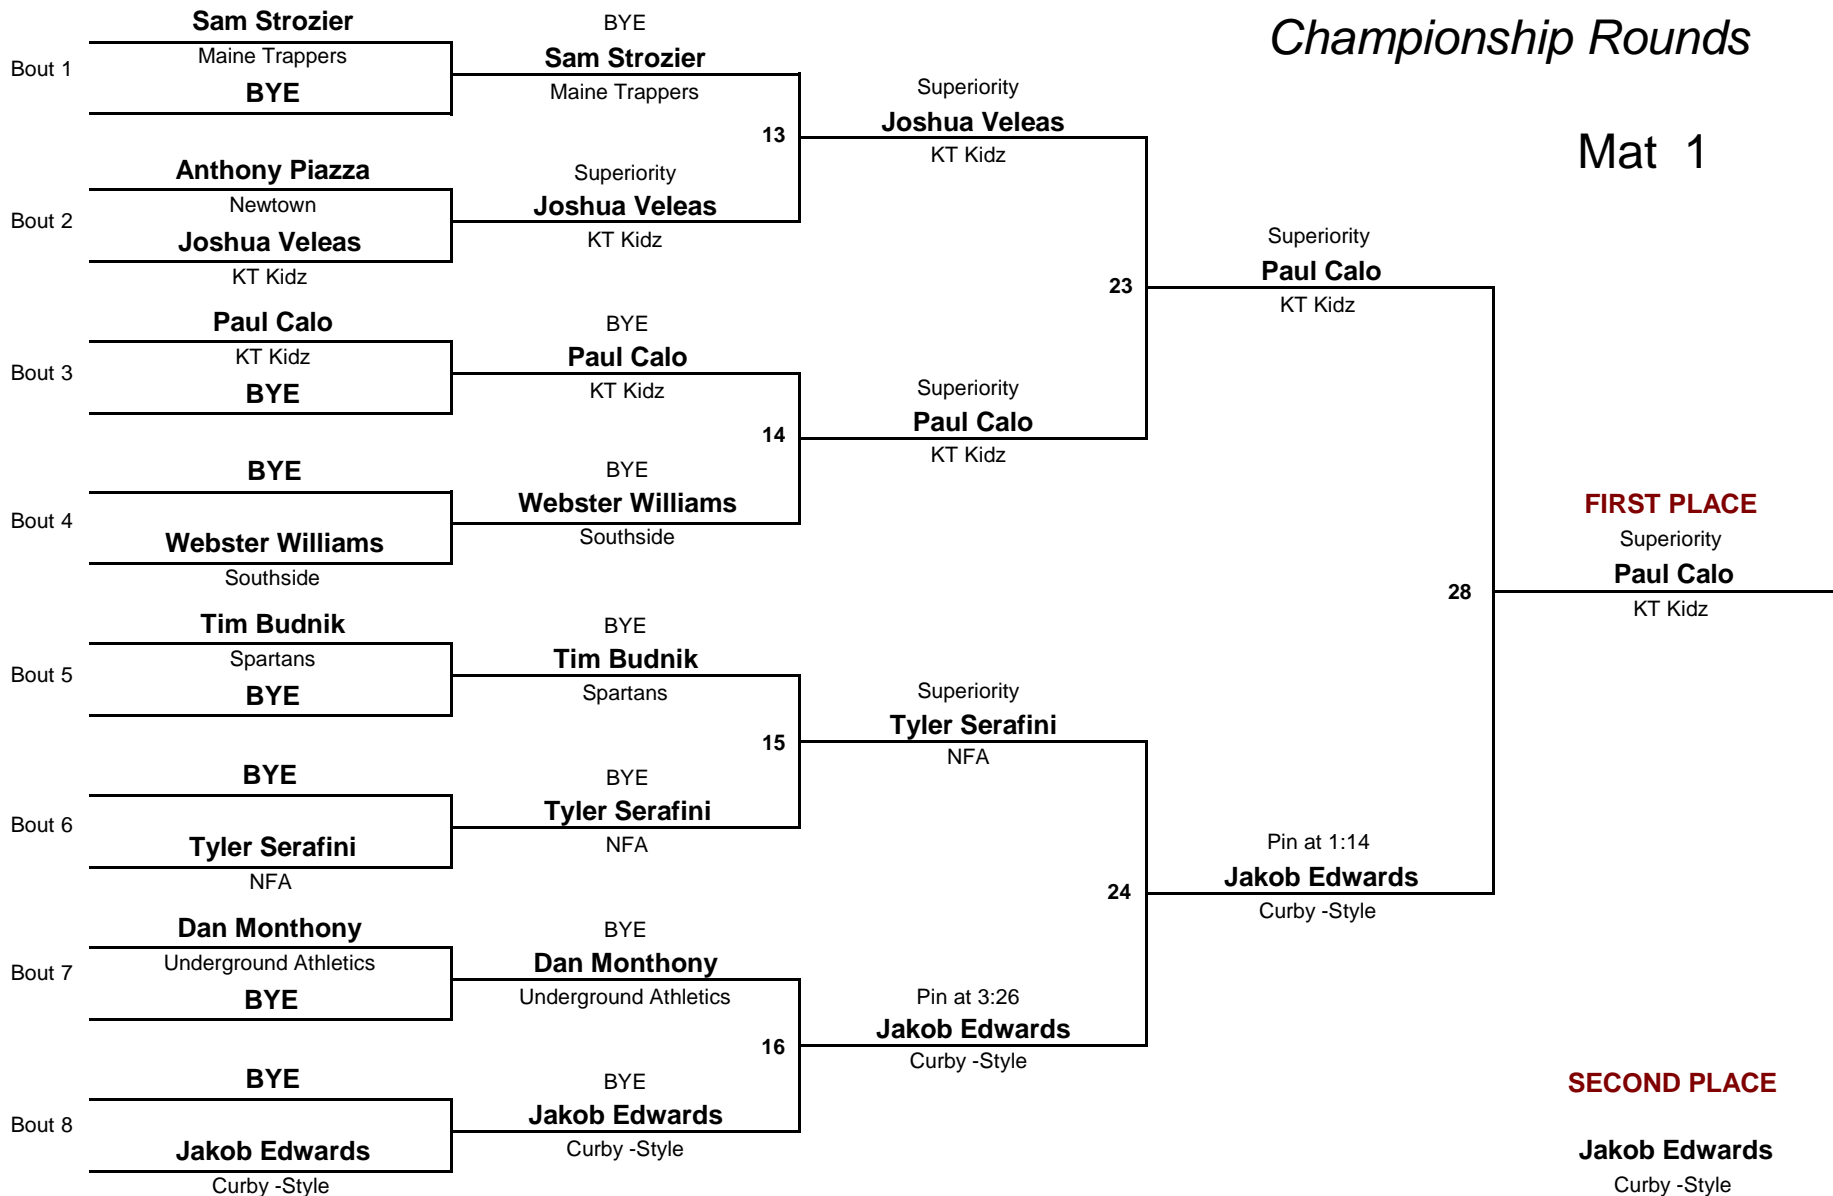 Championship Rounds
Mat 1
Bout 1
Sam Strozier
Maine Trappers
BYE
Bout 2
Anthony Piazza
Newtown
Joshua Veleas
KT Kidz
Bout 3
Paul Calo
KT Kidz
BYE
Bout 4
BYE
Webster Williams
Southside
Bout 5
Tim Budnik
Spartans
BYE
Bout 6
BYE
Tyler Serafini
NFA
Bout 7
Dan Monthony
Underground Athletics
BYE
Bout 8
BYE
Jakob Edwards
Curby -Style
BYE
Sam Strozier
Maine Trappers
13
Superiority
Joshua Veleas
KT Kidz
BYE
Paul Calo
KT Kidz
14
BYE
Webster Williams
Southside
BYE
Tim Budnik
Spartans
15
BYE
Tyler Serafini
NFA
BYE
Dan Monthony
Underground Athletics
16
BYE
Jakob Edwards
Curby -Style
Superiority
Joshua Veleas
KT Kidz
23
Superiority
Paul Calo
KT Kidz
Superiority
Tyler Serafini
NFA
24
Pin at 3:26
Jakob Edwards
Curby -Style
Superiority
Paul Calo
KT Kidz
28
Pin at 1:14
Jakob Edwards
Curby -Style
FIRST PLACE
Superiority
Paul Calo
KT Kidz
SECOND PLACE
Jakob Edwards
Curby -Style